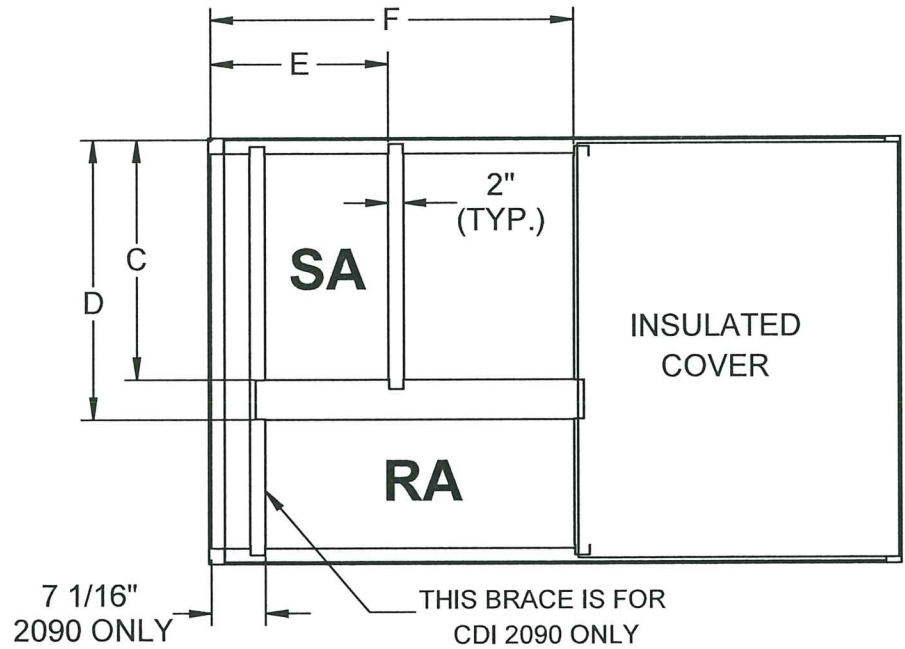 F
E
2"
(TYP.)
C
SA
D
INSULATED
COVER
RA
7 1/16"
2090 ONLY
THIS BRACE IS FOR
CDI 2090 ONLY